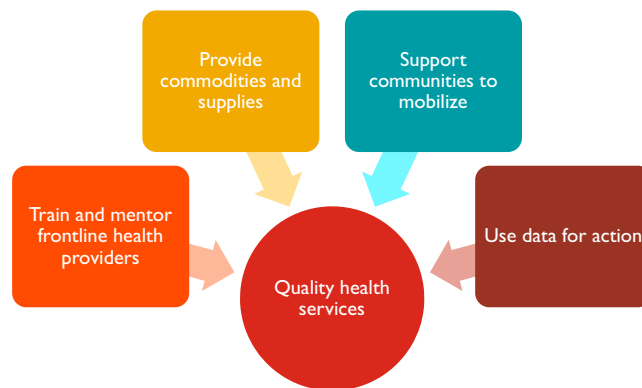 Provide
commodities and
supplies
Support
communities to
mobilize
Train and mentor
frontline health
providers
Use data for action
Quality health
services